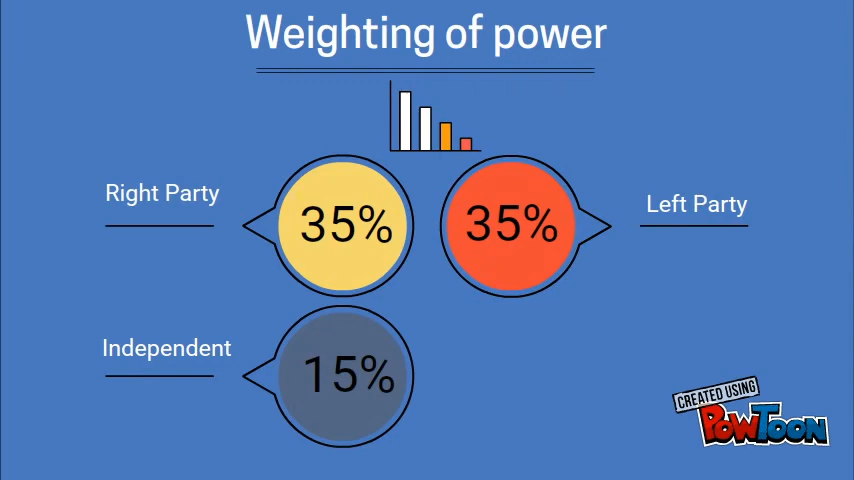 Weighting of power
Right Party
35%
35%
Left Party
Independent
15%
CREATED USING
POWTOON